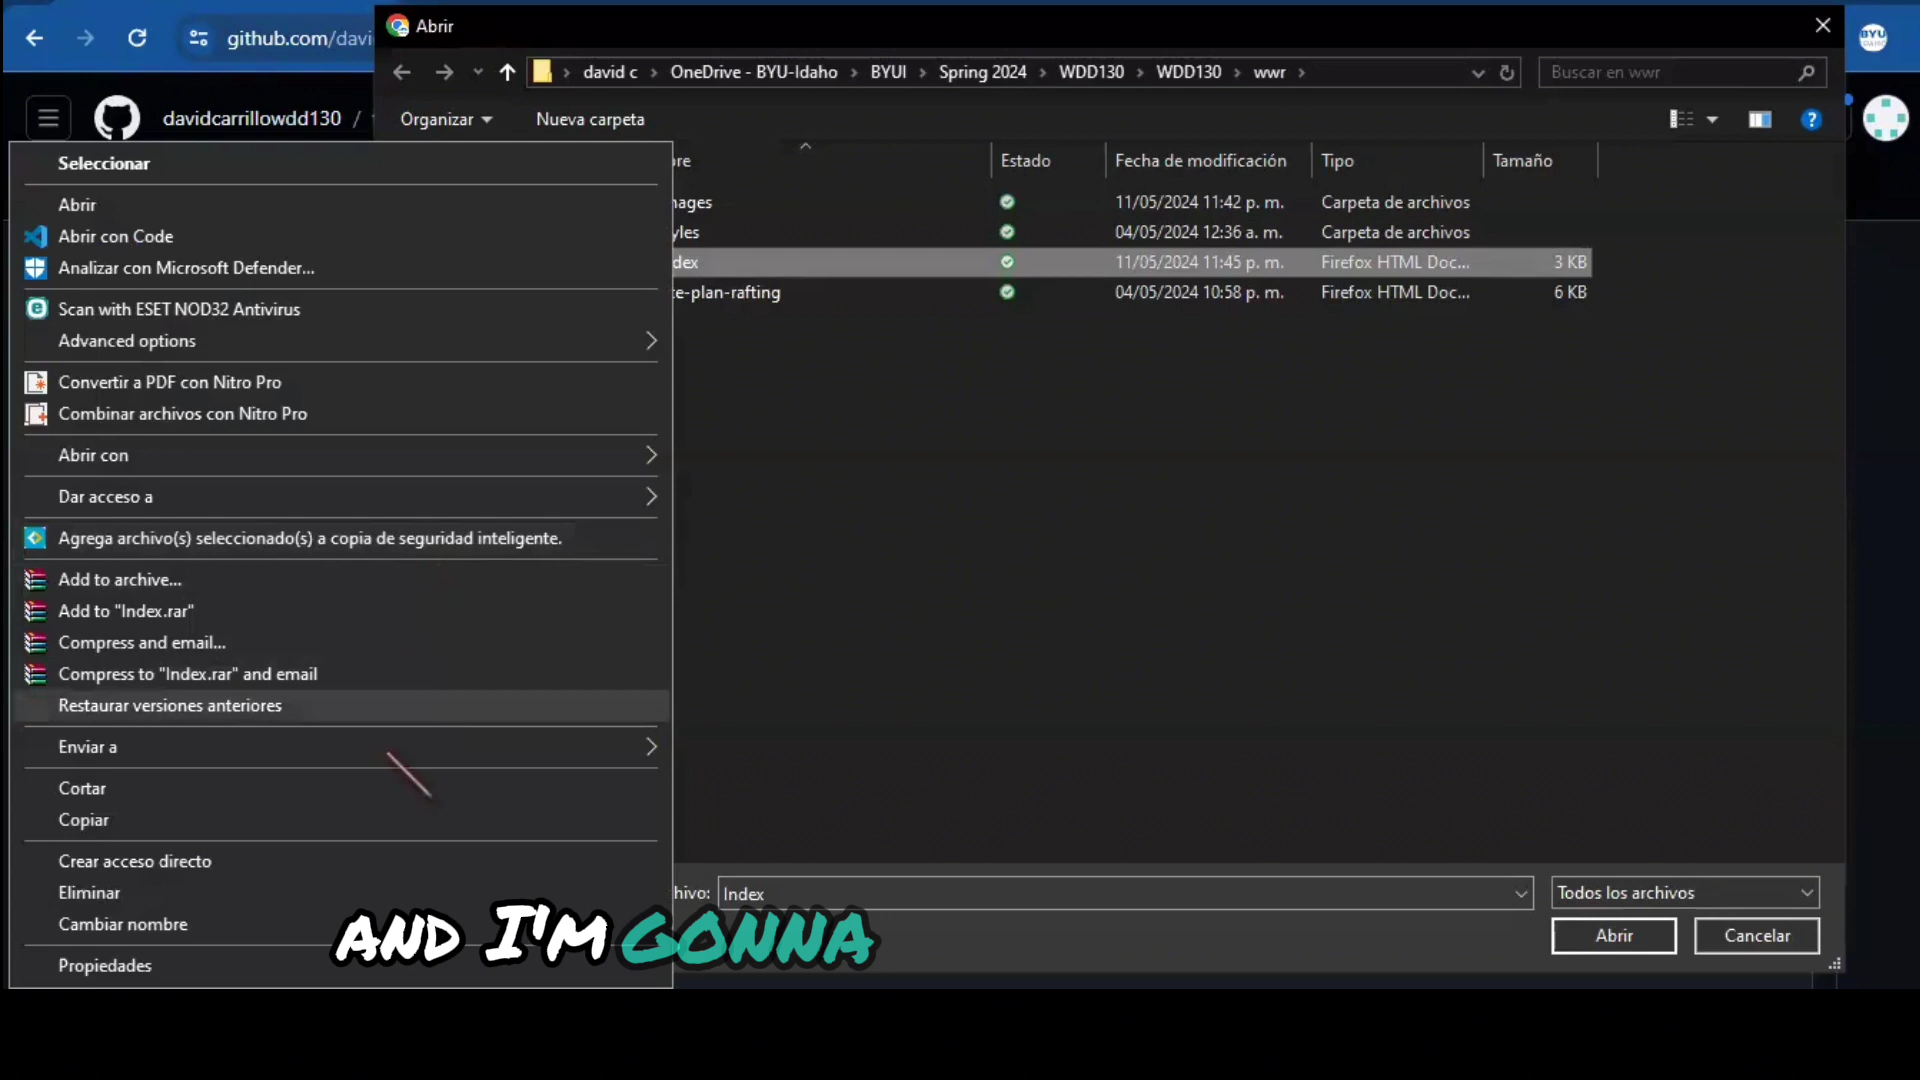 Abrir
github.com/davi
BYU
david c > OneDrive - BYU-Idaho > BYUI > Spring 2024 > WDD130 > WDD130 > wwr >
Buscar en wwr
davidcarrillowdd130 /
Organizar
Nueva carpeta
Estado
Fecha de modificación
Tipo
Tamaño
11/05/2024 11:42 p. m.
Carpeta de archivos
04/05/2024 12:36 a. m.
Carpeta de archivos
11/05/2024 11:45 p. m.
Firefox HTML Doc...
3 KB
te-plan-rafting
04/05/2024 10:58 p. m.
Firefox HTML Doc...
6 KB
Seleccionar
Abrir
Abrir con Code
Analizar con Microsoft Defender...
Scan with ESET NOD32 Antivirus
Advanced options
Convertir a PDF con Nitro Pro
Combinar archivos con Nitro Pro
Abrir con
Dar acceso a
Agrega archivo(s) seleccionado(s) a copia de seguridad inteligente.
Add to archive...
Add to "Index.rar"
Compress and email...
Compress to "Index.rar" and email
Restaurar versiones anteriores
Enviar a
Cortar
Copiar
Crear acceso directo
Eliminar
Cambiar nombre
Propiedades
hivo: Index
Todos los archivos
Abrir
Cancelar
AND I'M GONNA